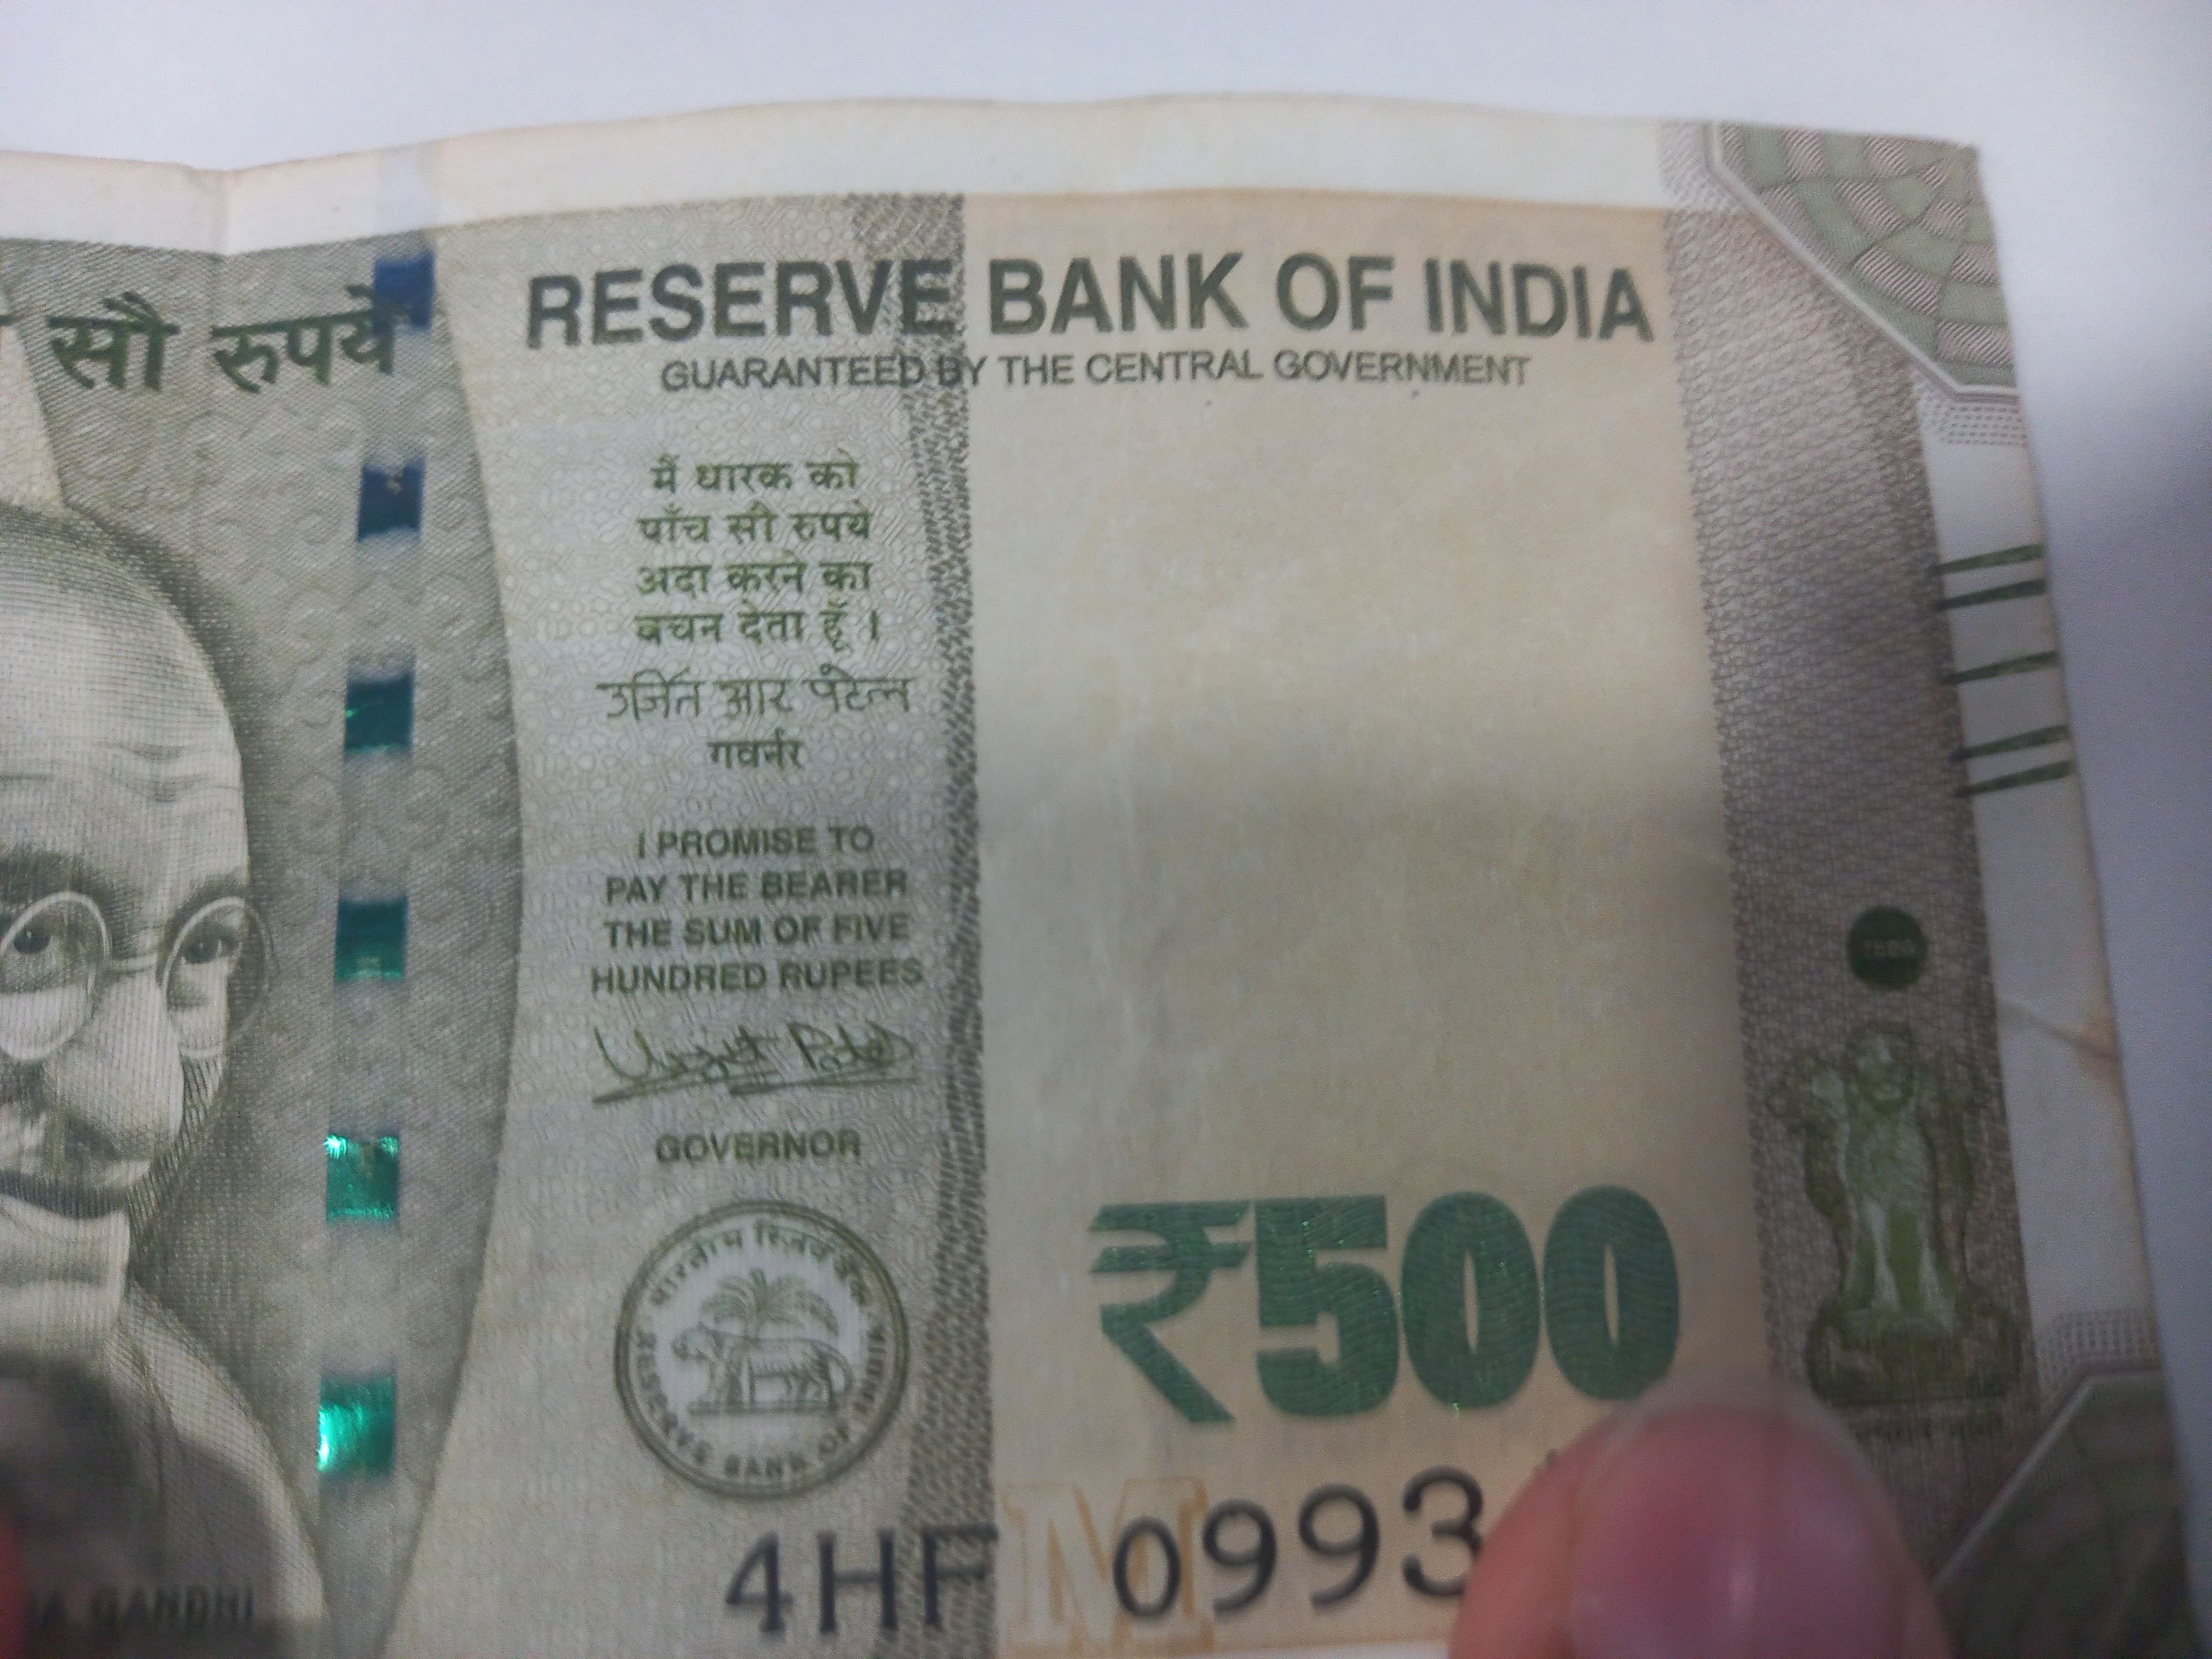 सौ रुपये
RESERVE BANK OF INDIA
GUARANTEED BY THE CENTRAL GOVERNMENT
मैं धारक को
पाँच सौ रुपये
अदा करने का
वचन देता हूँ ।
उर्जित आर. पटेल
गवर्नर
I PROMISE TO
PAY THE BEARER
THE SUM OF FIVE
HUNDRED RUPEES
Urjit Patel
GOVERNOR
भारतीय रिज़र्व बैंक
RESERVE BANK OF INDIA
₹500
4HF M 0993
GANDHI